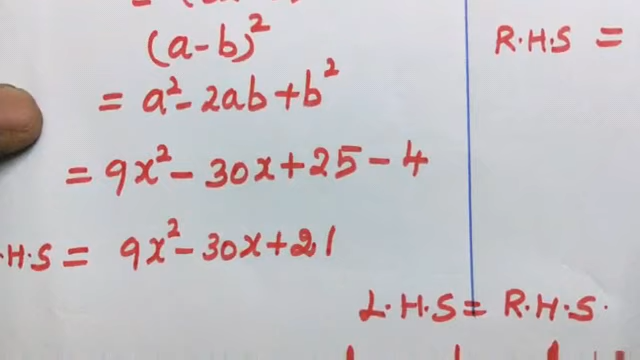 (a-b)²
= a² - 2ab + b²
= 9x² - 30x + 25 - 4
.H.S = 9x² - 30x + 21
R.H.S =
L.H.S = R.H.S.